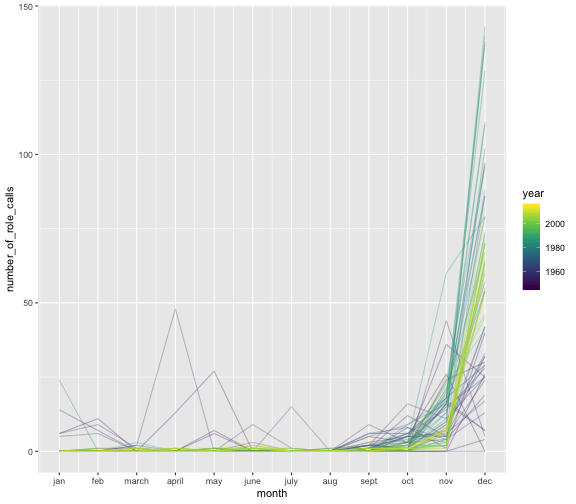 150
100
50
0
number_of_role_calls
jan feb march april may june july aug sept oct nov dec
month
year
2000
1980
1960